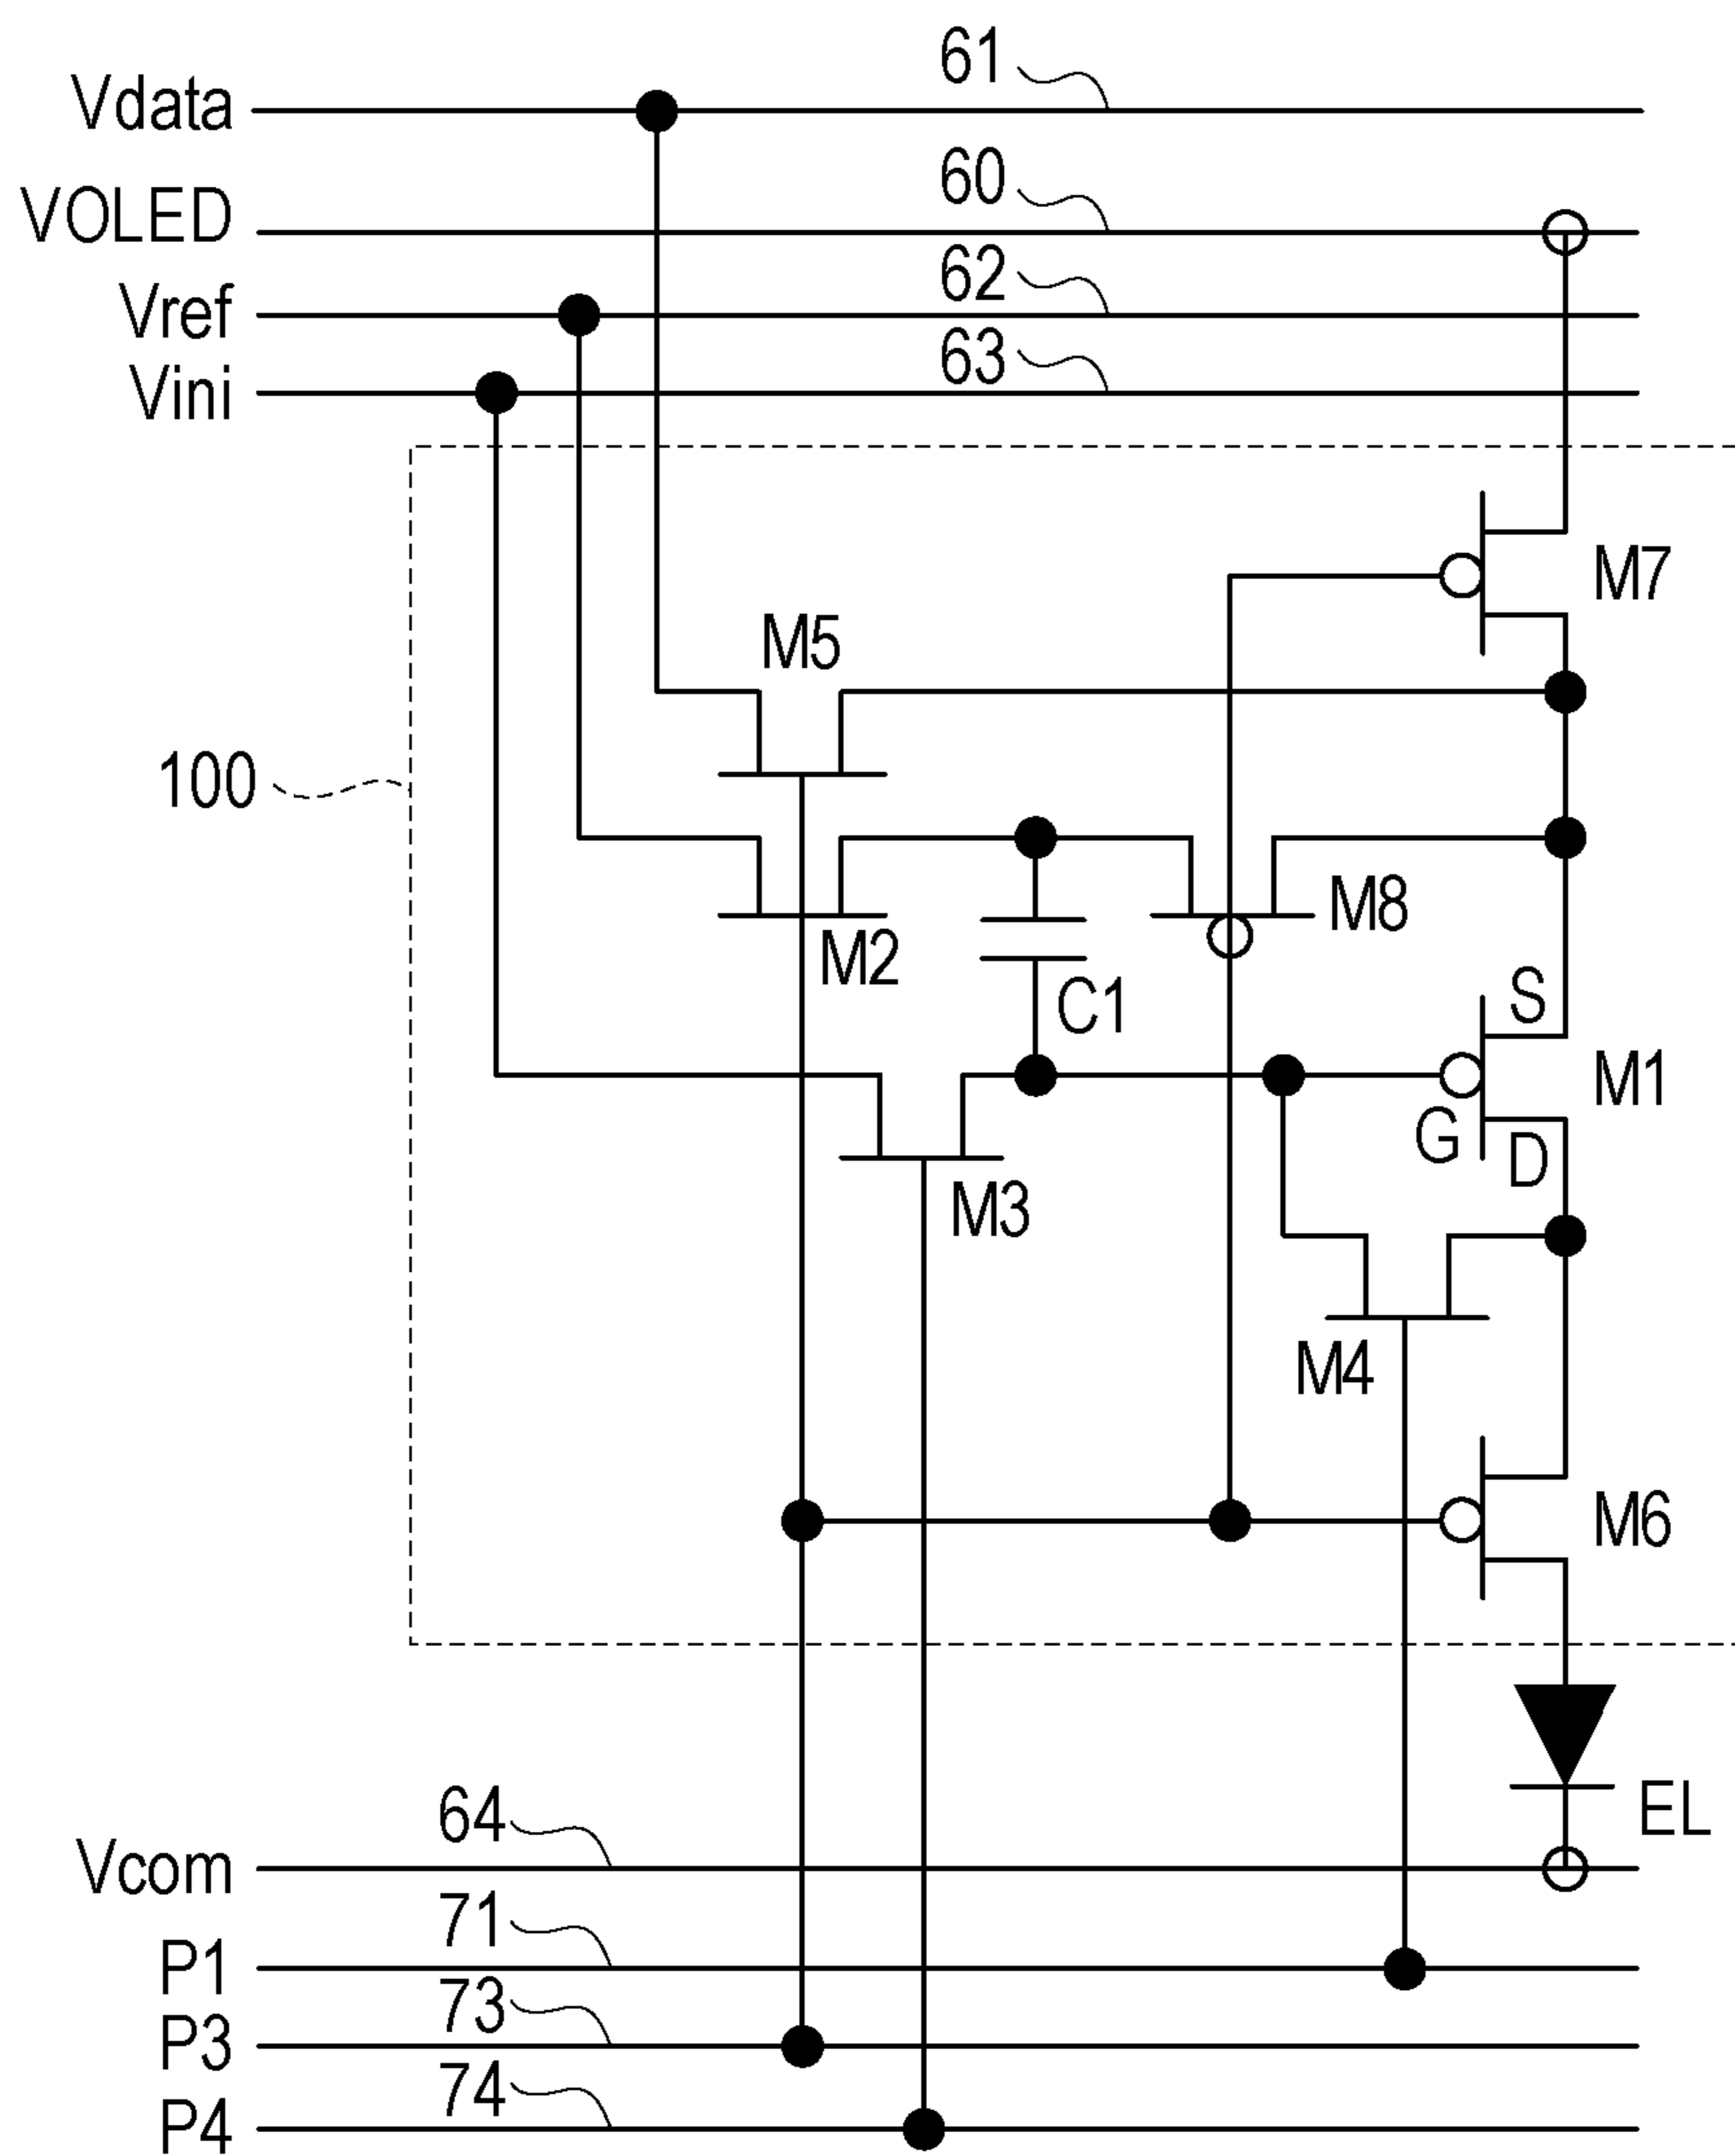 61
Vdata
60
VOLED
62
Vref
63
Vini
M7
M5
100
M8
M2
C1
S
M1
G
D
M3
M4
M6
64
EL
Vcom
71
P1
73
P3
74
P4